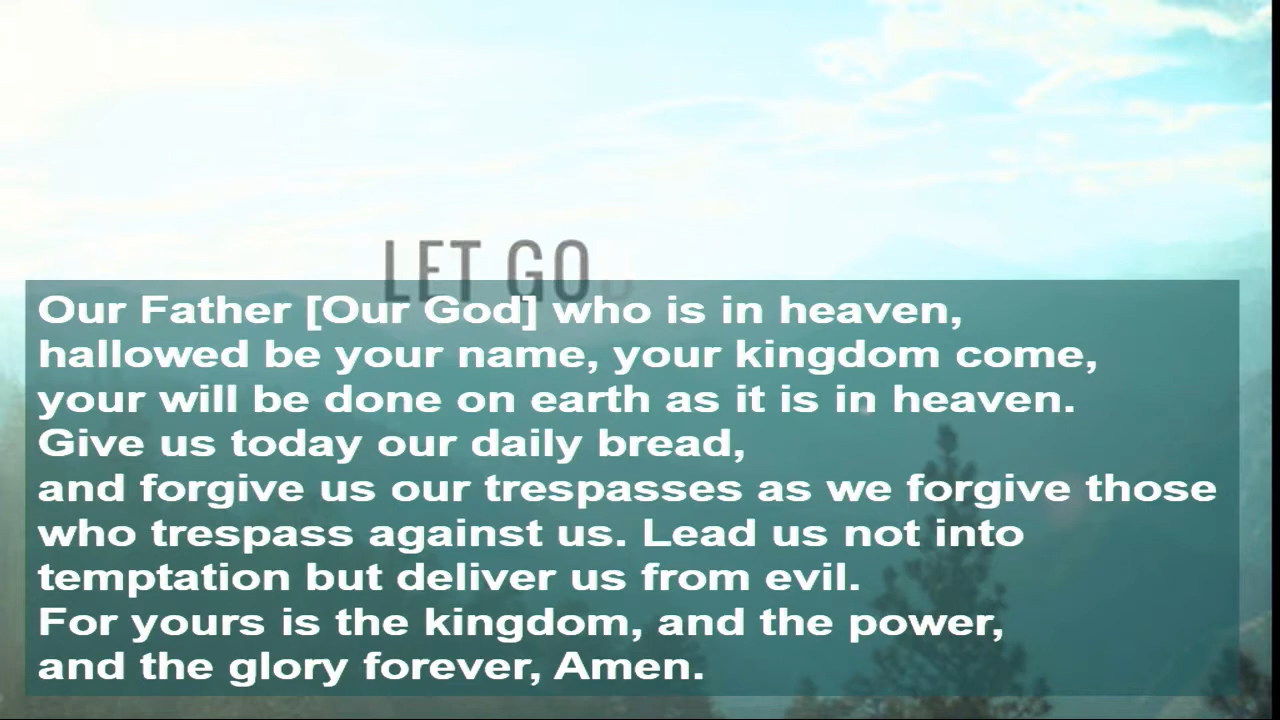 LET GO
Our Father [Our God] who is in heaven,
hallowed be your name, your kingdom come,
your will be done on earth as it is in heaven.
Give us today our daily bread,
and forgive us our trespasses as we forgive those
who trespass against us. Lead us not into
temptation but deliver us from evil.
For yours is the kingdom, and the power,
and the glory forever, Amen.